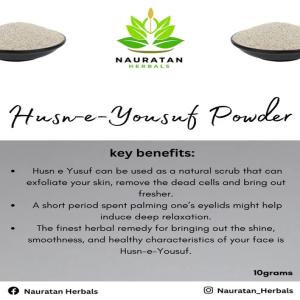 NAURATAN
HERBALS
Husn-e-Yousuf Powder
key benefits:
• Husn e Yusuf can be used as a natural scrub that can
exfoliate your skin, remove the dead cells and bring out
fresher.
• A short period spent palming one's eyelids might help
induce deep relaxation.
• The finest herbal remedy for bringing out the shine,
smoothness, and healthy characteristics of your face is
Husn-e-Yousuf.
10grams
Nauratan Herbals
Nauratan_Herbals